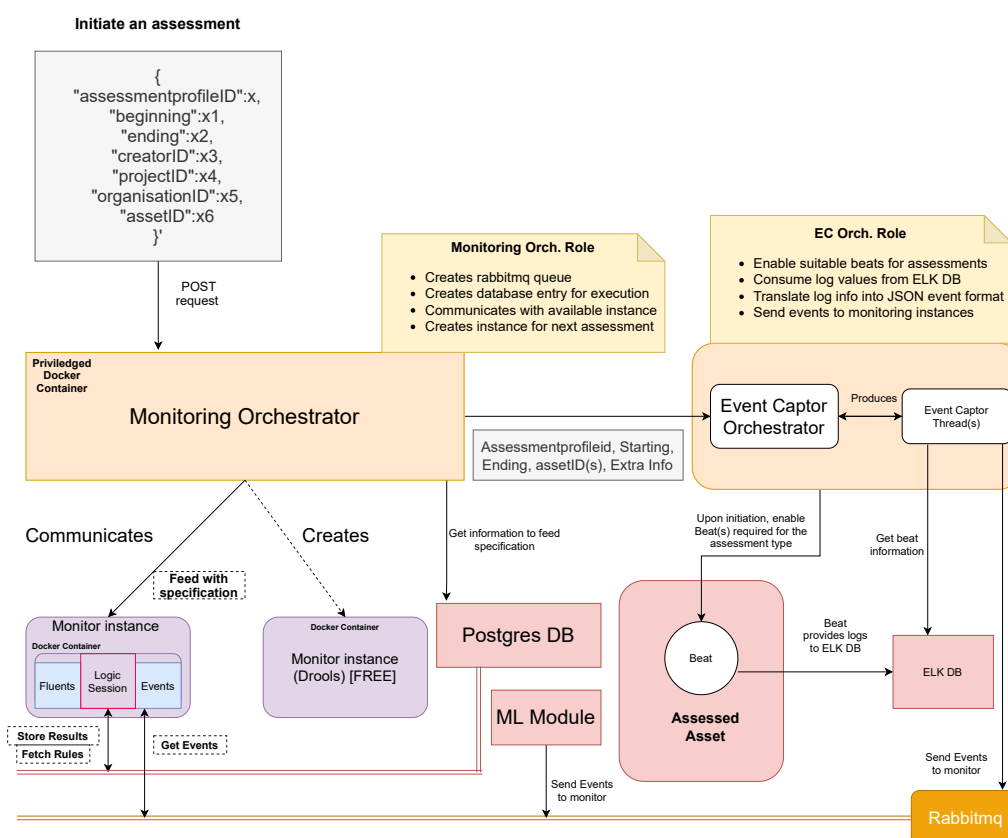 Initiate an assessment
{
"assessmentprofileID":x,
"beginning":x1,
"ending":x2,
"creatorID":x3,
"projectID":x4,
"organisationID":x5,
"assetID":x6
}'
POST
request
Monitoring Orch. Role
Creates rabbitmq queue
Creates database entry for execution
Communicates with available instance
Creates instance for next assessment
EC Orch. Role
Enable suitable beats for assessments
Consume log values from ELK DB
Translate log info into JSON event format
Send events to monitoring instances
Priviledged
Docker
Container
Monitoring Orchestrator
Event Captor
Orchestrator
Produces
Event Captor
Thread(s)
Assessmentprofileid, Starting,
Ending, assetID(s), Extra Info
Communicates
Creates
Feed with
specification
Get information to feed
specification
Upon initiation, enable
Beat(s) required for the
assessment type
Get beat
information
Monitor instance
Docker Container
Fluents
Logic
Session
Events
Docker Container
Monitor instance
(Drools) [FREE]
Postgres DB
ML Module
Beat
Assessed
Asset
Beat
provides logs
to ELK DB
ELK DB
Store Results
Fetch Rules
Get Events
Send Events
to monitor
Send Events
to monitor
Rabbitmq